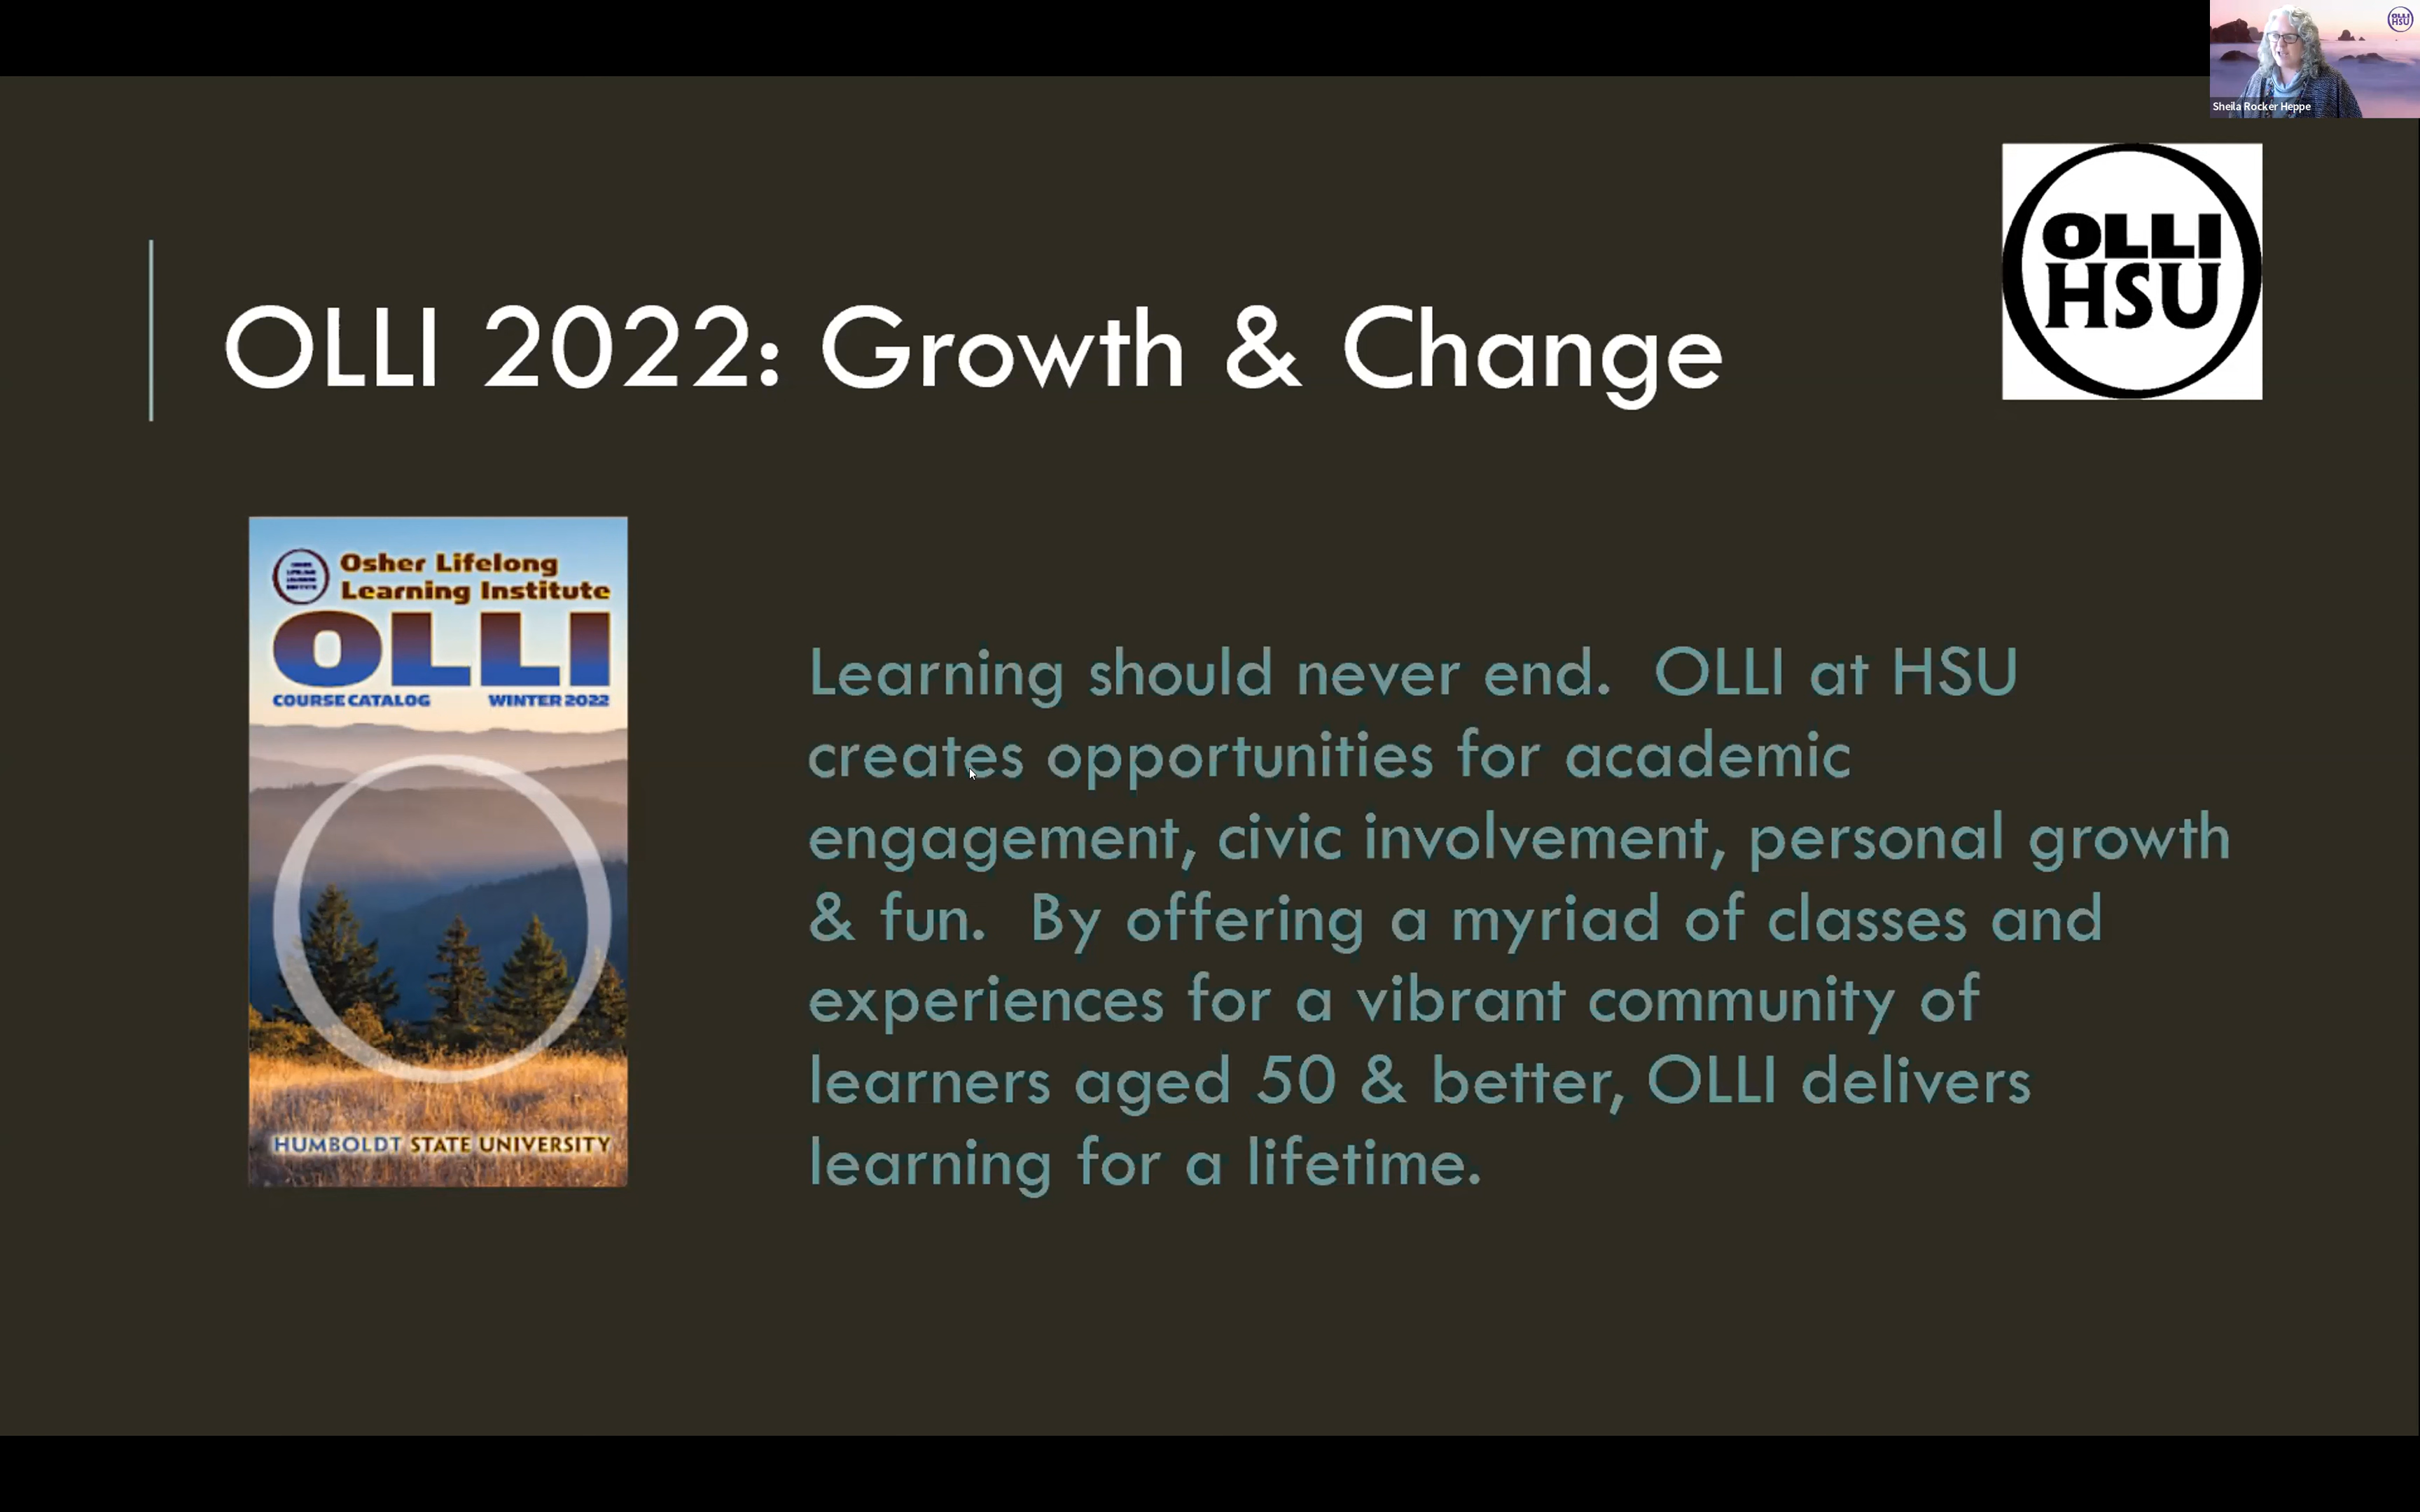 OLLI
HSU
Sheila Rocker Heppe
OLLI
HSU
OLLI 2022: Growth & Change
Osher Lifelong
Learning Institute
OLLI
COURSE CATALOG WINTER 2022
HUMBOLDT STATE UNIVERSITY
Learning should never end.  OLLI at HSU
creates opportunities for academic
engagement, civic involvement, personal growth
& fun.  By offering a myriad of classes and
experiences for a vibrant community of
learners aged 50 & better, OLLI delivers
learning for a lifetime.